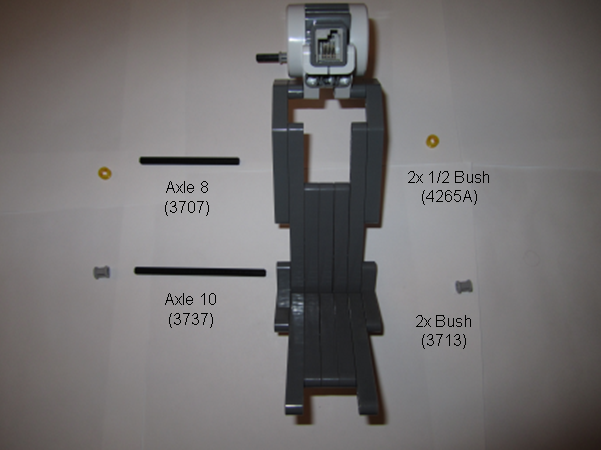 Axle 8
(3707)
2x 1/2 Bush
(4265A)
Axle 10
(3737)
2x Bush
(3713)